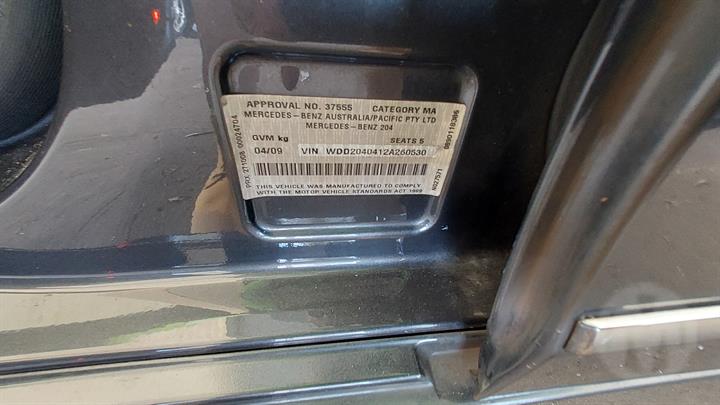 APPROVAL NO. 37555 CATEGORY MA
MERCEDES-BENZ AUSTRALIA/PACIFIC PTY LTD
MERCEDES-BENZ 204
GVM kg SEATS 5
04/09 VIN WDD2040412A260530
THIS VEHICLE WAS MANUFACTURED TO COMPLY
WITH THE MOTOR VEHICLE STANDARDS ACT 1989